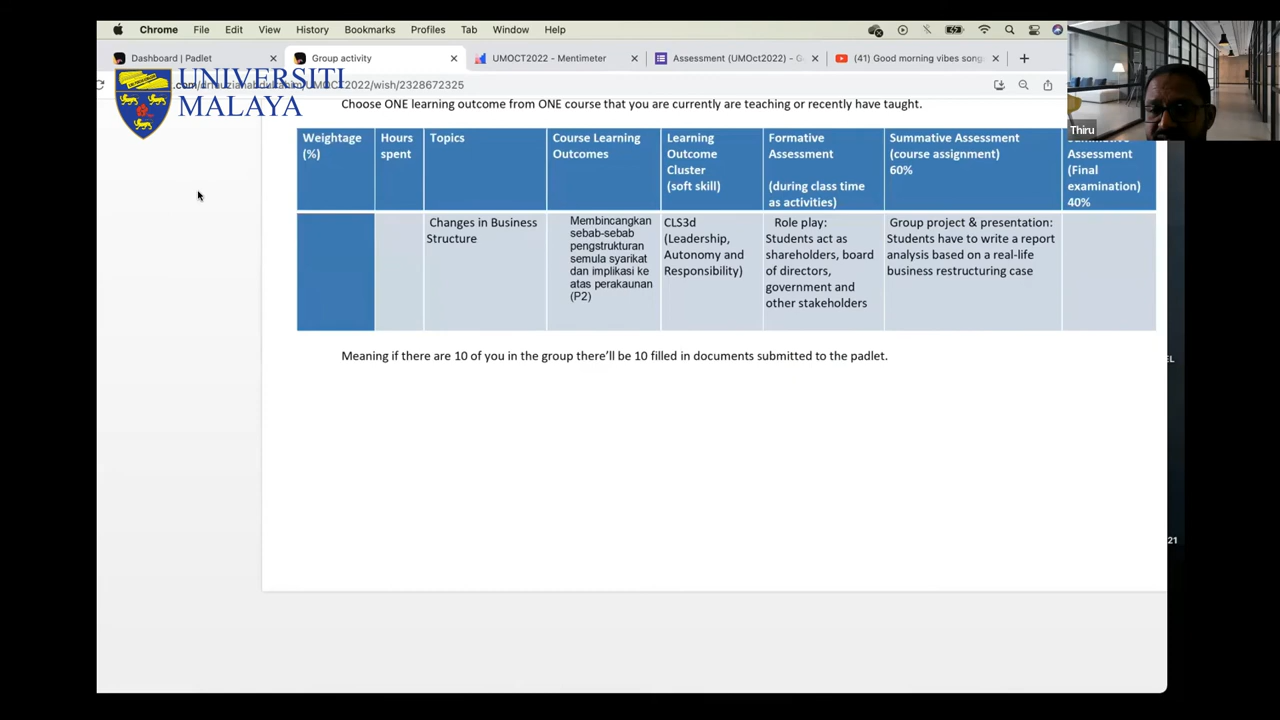 Chrome File Edit View History Bookmarks Profiles Tab Window Help
Dashboard | Padlet
Group activity
UMOCT2022 - Mentimeter
Assessment (UMOct2022) - G
(41) Good morning vibes song
UNIVERSITI
MALAYA
UMOCT2022/wish/2328672325
Thiru
Choose ONE learning outcome from ONE course that you are currently are teaching or recently have taught.
Weightage
(%)
Hours
spent
Topics
Course Learning
Outcomes
Learning
Outcome
Cluster
(soft skill)
Formative
Assessment
(during class time
as activities)
Summative Assessment
(course assignment)
60%
Assessment
(Final
examination)
40%
Changes in Business
Structure
Membincangkan
sebab-sebab
pengstrukturan
semula syarikat
dan implikasi ke
atas perakaunan
(P2)
CLS3d
(Leadership,
Autonomy and
Responsibility)
Role play:
Students act as
shareholders, board
of directors,
government and
other stakeholders
Group project & presentation:
Students have to write a report
analysis based on a real-life
business restructuring case
Meaning if there are 10 of you in the group there'll be 10 filled in documents submitted to the padlet.
EL
21